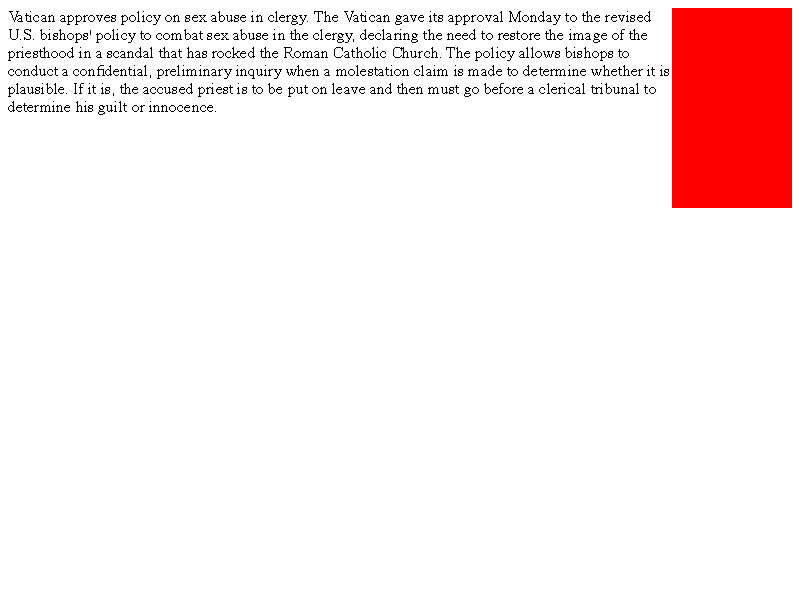 Vatican approves policy on sex abuse in clergy. The Vatican gave its approval Monday to the revised
U.S. bishops' policy to combat sex abuse in the clergy, declaring the need to restore the image of the
priesthood in a scandal that has rocked the Roman Catholic Church. The policy allows bishops to
conduct a confidential, preliminary inquiry when a molestation claim is made to determine whether it is
plausible. If it is, the accused priest is to be put on leave and then must go before a clerical tribunal to
determine his guilt or innocence.